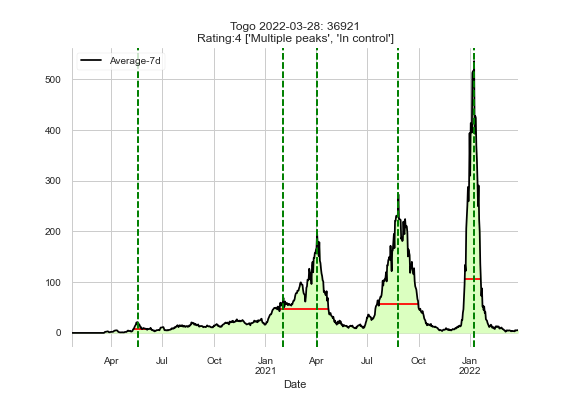 Togo 2022-03-28: 36921
Rating:4 ['Multiple peaks', 'In control']
Average-7d
500
400
300
200
100
0
Apr Jul Oct Jan Apr Jul Oct Jan
2021 2022
Date